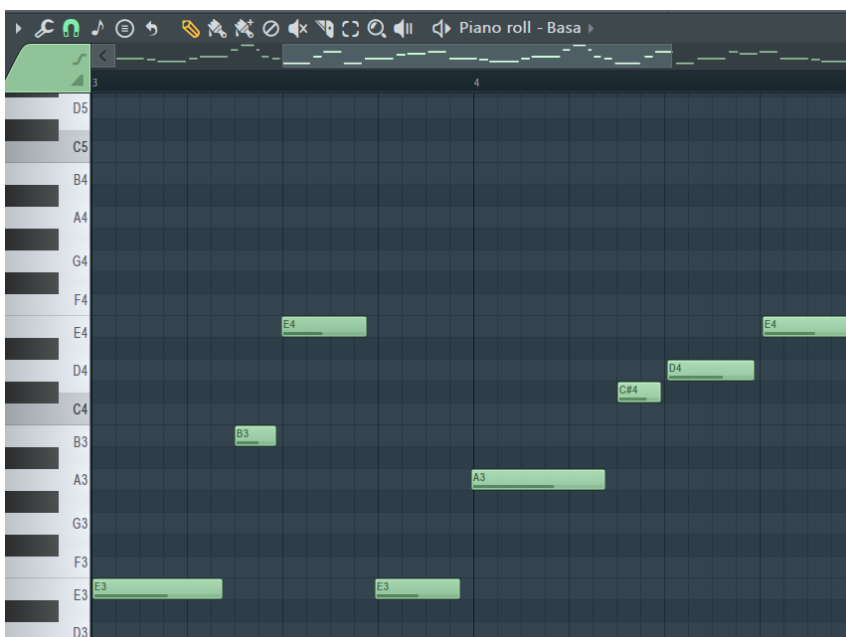 Piano roll - Basa
3 4
D5
C5
B4
A4
G4
F4
E4 E4 E4
D4 D4
C#4
C4
B3 B3
A3 A3
G3
F3
E3 E3 E3
D3